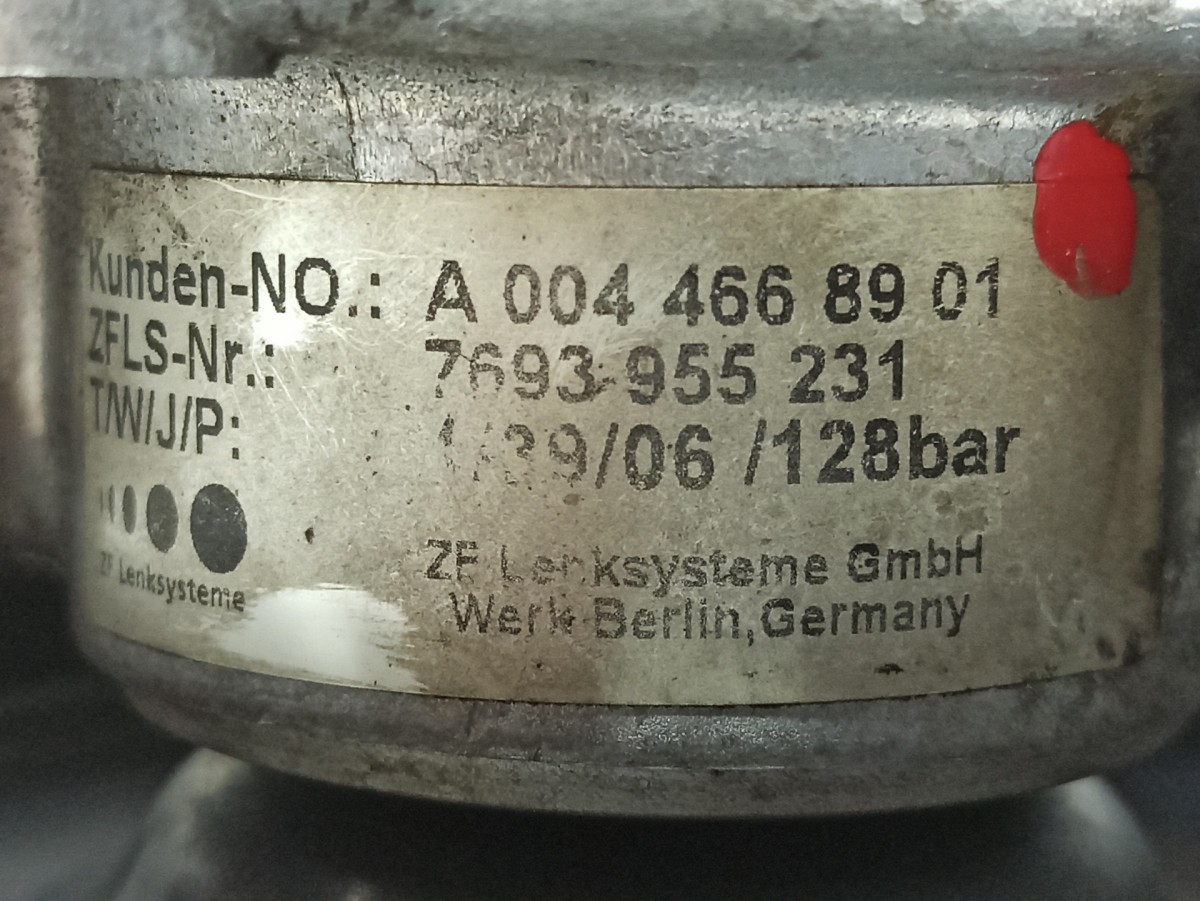 Kunden-NO.: A 004 466 89 01
ZFLS-Nr.: 7693 955 231
T/W/J/P: /39/06 /128bar
ZF Lenksysteme
ZF Lenksysteme GmbH
Werk Berlin,Germany